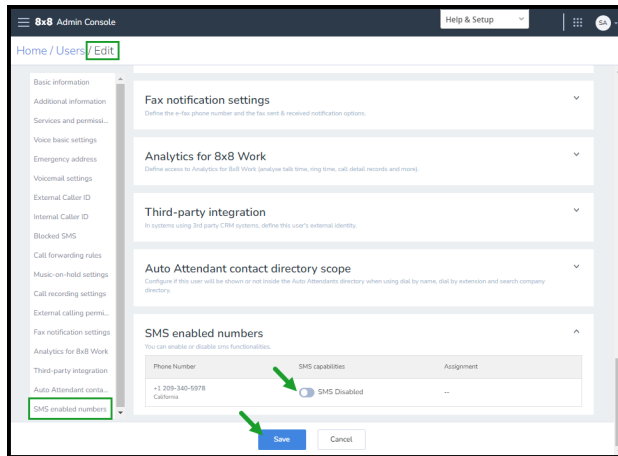 8x8 Admin Console
Help & Setup
SA
Home / Users / Edit
Basic information
Additional information
Services and permissi...
Voice basic settings
Emergency address
Voicemail settings
External Caller ID
Internal Caller ID
Blocked SMS
Call forwarding rules
Music-on-hold settings
Call recording settings
External calling permi...
Fax notification settings
Analytics for 8x8 Work
Third-party integration
Auto Attendant conta...
SMS enabled numbers
Fax notification settings
Define the e-fax phone number and the fax sent & received notification options.
Analytics for 8x8 Work
Define access to Analytics for 8x8 Work (analyse talk time, ring time, call detail records and more)
Third-party integration
In systems using 3rd party CRM systems, define this user's external identity.
Auto Attendant contact directory scope
Configure if this user will be shown or not inside the Auto Attendants directory when using dial by name, dial by extension and search company
directory.
SMS enabled numbers
You can enable or disable sms functionalities.
Phone Number SMS capabilities Assignment
+1 209-340-5978 SMS Disabled --
California
Save Cancel